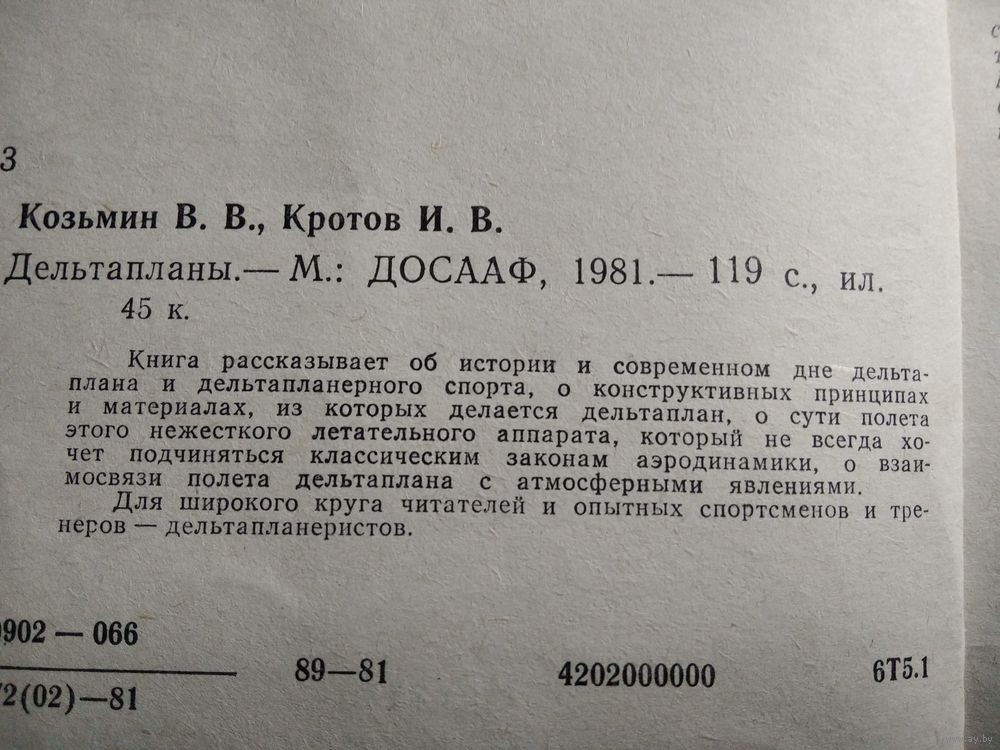 3
Козьмин В. В., Кротов И. В.
Дельтапланы.— М.: ДОСААФ, 1981.— 119 с., ил.
45 к.
Книга рассказывает об истории и современном дне дельта-
плана и дельтапланерного спорта, о конструктивных принципах
и материалах, из которых делается дельтаплан, о сути полета
этого нежесткого летательного аппарата, который не всегда хо-
чет подчиняться классическим законам аэродинамики, о взаи-
мосвязи полета дельтаплана с атмосферными явлениями.
Для широкого круга читателей и опытных спортсменов и тре-
неров — дельтапланеристов.
0902 — 066
72(02)—81
89—81
4202000000
6Т5.1